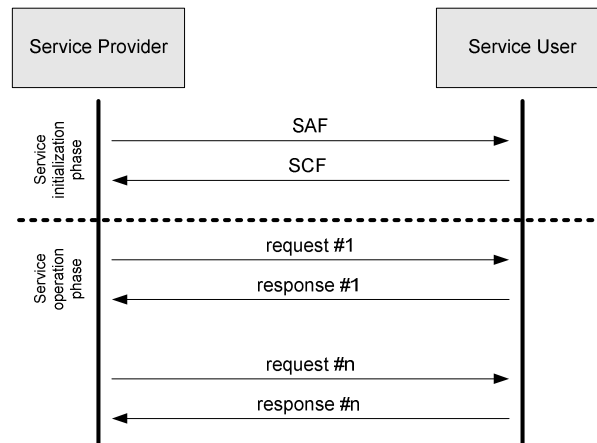 Service Provider
Service User
Service
initialization
phase
SAF
SCF
Service
operation
phase
request #1
response #1
request #n
response #n